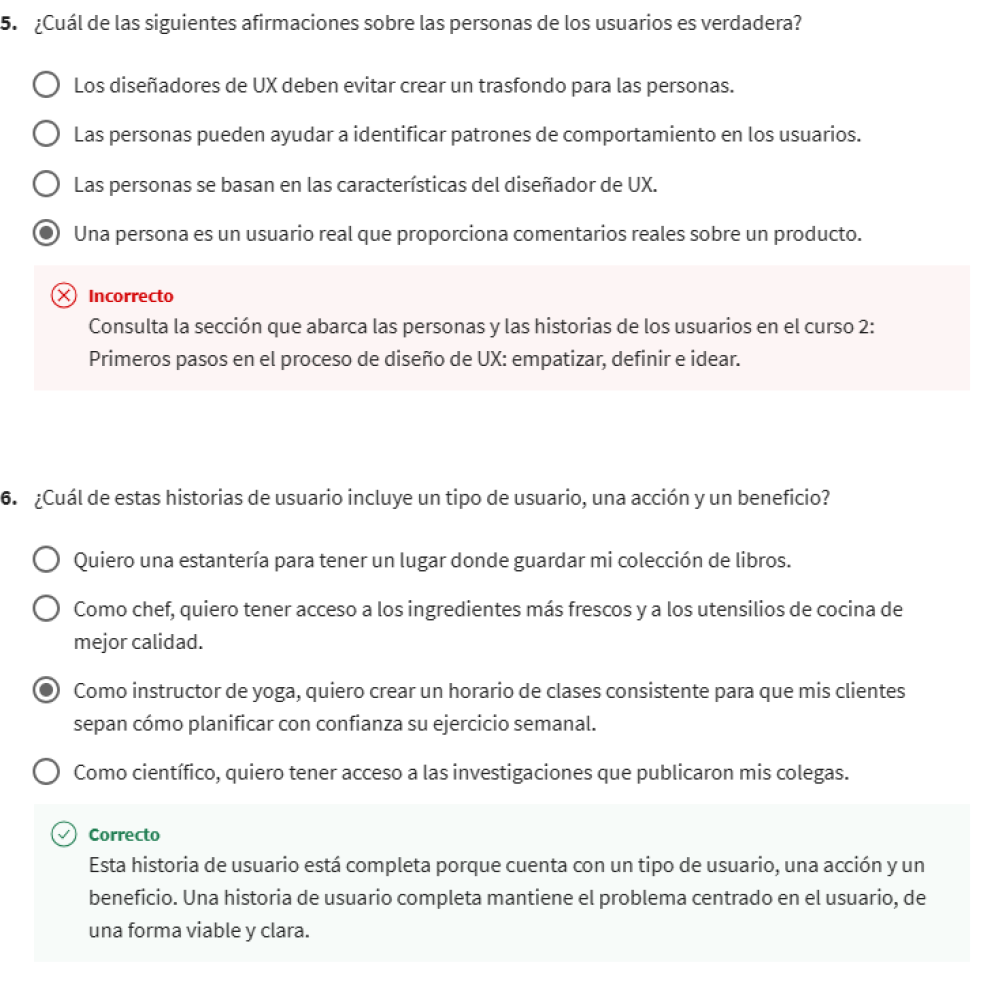 5. ¿Cuál de las siguientes afirmaciones sobre las personas de los usuarios es verdadera?
Los diseñadores de UX deben evitar crear un trasfondo para las personas.
Las personas pueden ayudar a identificar patrones de comportamiento en los usuarios.
Las personas se basan en las características del diseñador de UX.
Una persona es un usuario real que proporciona comentarios reales sobre un producto.
Incorrecto
Consulta la sección que abarca las personas y las historias de los usuarios en el curso 2:
Primeros pasos en el proceso de diseño de UX: empatizar, definir e idear.
6. ¿Cuál de estas historias de usuario incluye un tipo de usuario, una acción y un beneficio?
Quiero una estantería para tener un lugar donde guardar mi colección de libros.
Como chef, quiero tener acceso a los ingredientes más frescos y a los utensilios de cocina de
mejor calidad.
Como instructor de yoga, quiero crear un horario de clases consistente para que mis clientes
sepan cómo planificar con confianza su ejercicio semanal.
Como científico, quiero tener acceso a las investigaciones que publicaron mis colegas.
Correcto
Esta historia de usuario está completa porque cuenta con un tipo de usuario, una acción y un
beneficio. Una historia de usuario completa mantiene el problema centrado en el usuario, de
una forma viable y clara.